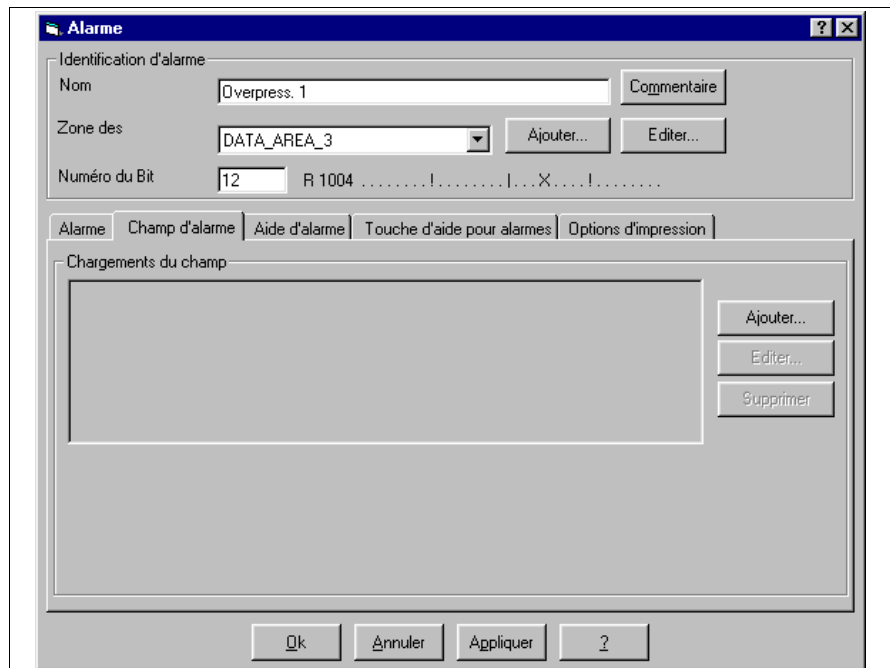 Alarme
Identification d'alarme
Nom
Overpress. 1
Commentaire
Zone des
DATA_AREA_3
Ajouter...
Editer...
Numéro du Bit
12
R 1004 ........!........|...X....!........
Alarme
Champ d'alarme
Aide d'alarme
Touche d'aide pour alarmes
Options d'impression
Chargements du champ
Ajouter...
Editer...
Supprimer
Ok
Annuler
Appliquer
?